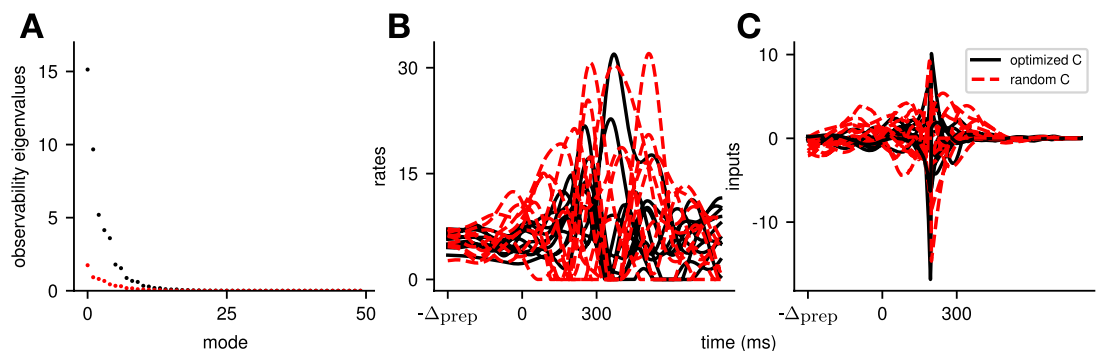 A
B
C
observability eigenvalues
15
10
5
0
0
25
50
mode
rates
30
15
0
-Δprep
0
300
time (ms)
inputs
10
0
-10
-Δprep
0
300
optimized C
random C